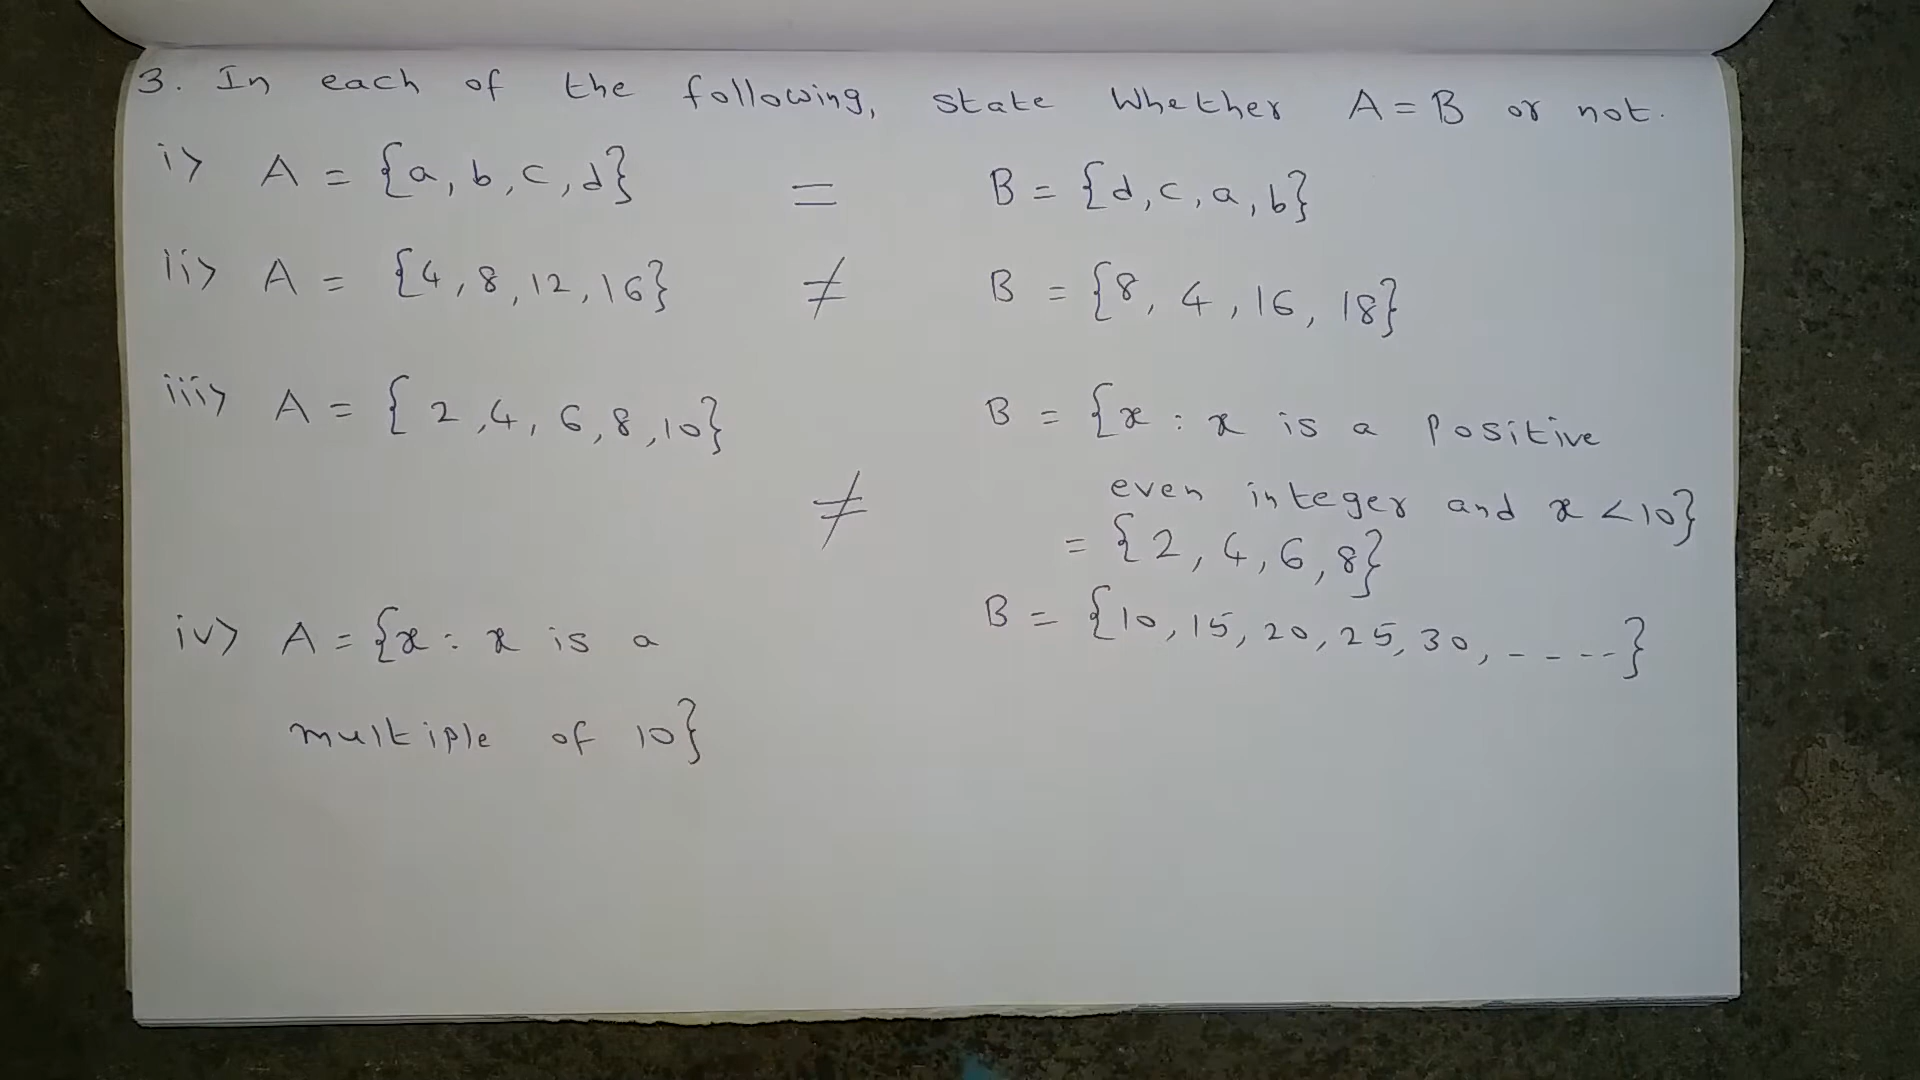 3. In each of the following, state Whether A = B or not.
i> A = {a, b, c, d} = B = {d, c, a, b}
ii> A = {4, 8, 12, 16} ≠ B = {8, 4, 16, 18}
iii> A = {2, 4, 6, 8, 10} B = {x : x is a Positive
even integer and x < 10}
≠
= {2, 4, 6, 8}
iv> A = {x : x is a B = {10, 15, 20, 25, 30, - - - - -}
multiple of 10}